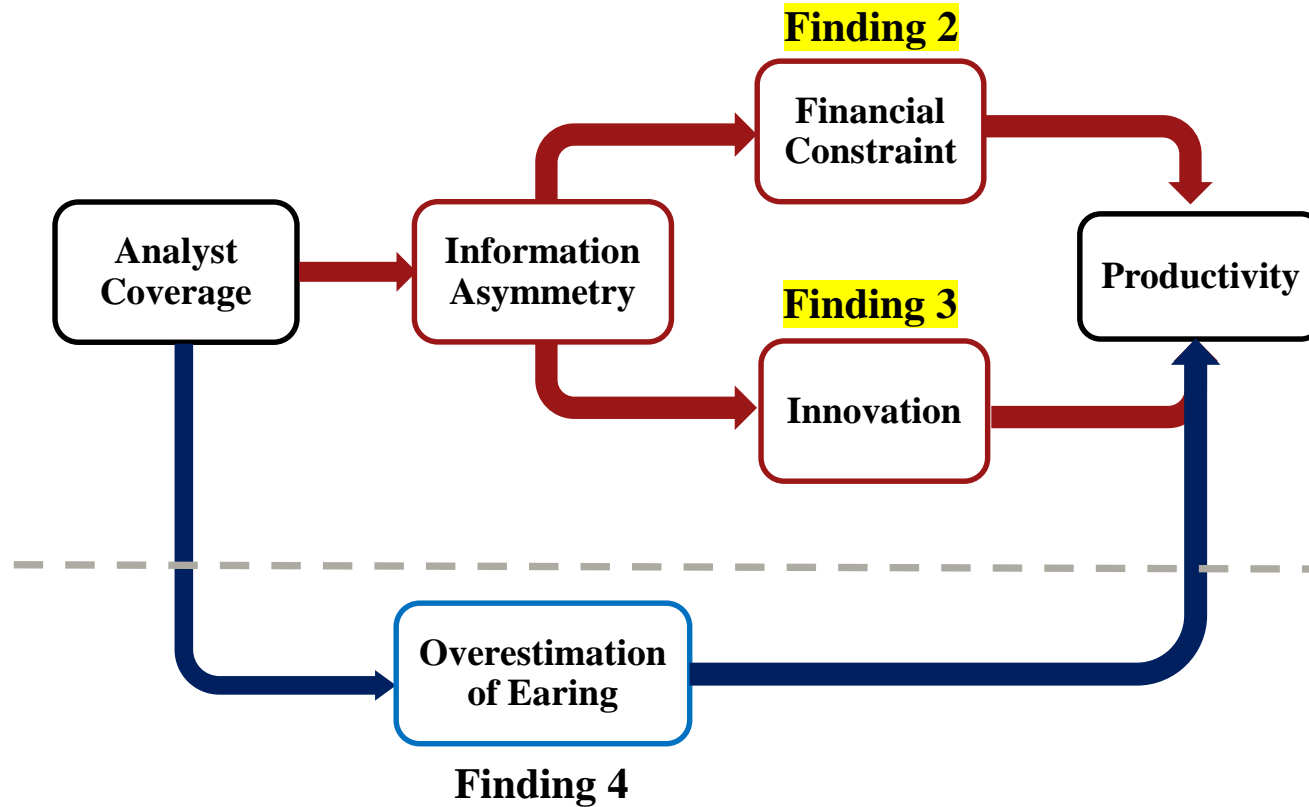 Finding 2
Financial
Constraint
Analyst
Coverage
Information
Asymmetry
Productivity
Finding 3
Innovation
Overestimation
of Earing
Finding 4